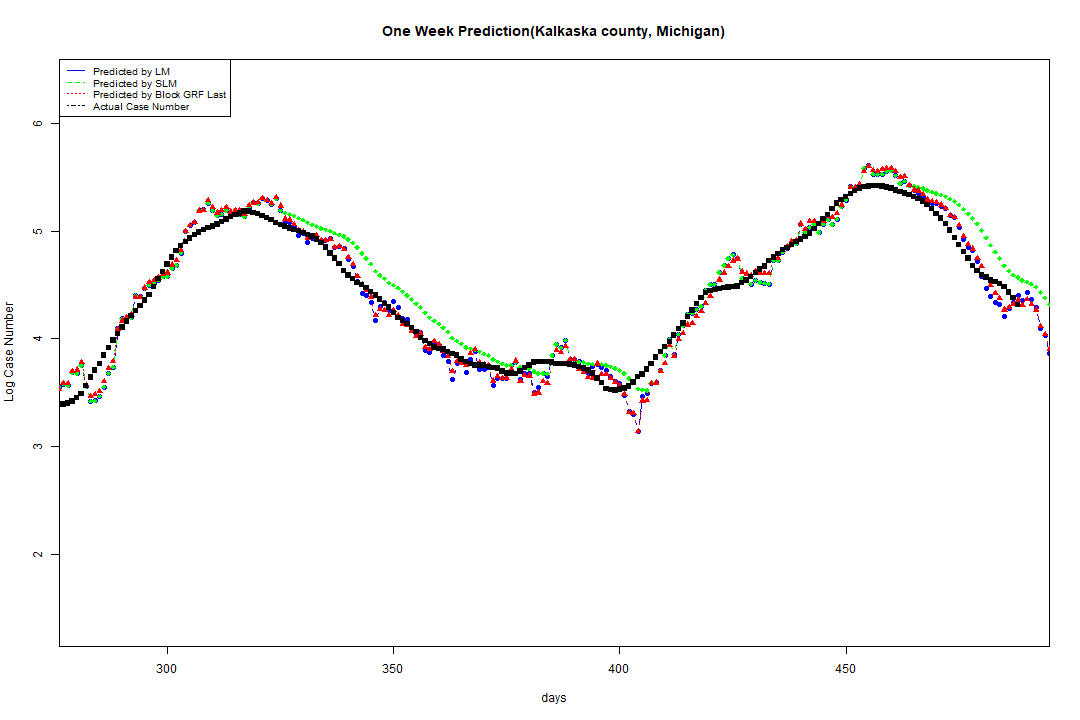 One Week Prediction(Kalkaska county, Michigan)
Predicted by LM
Predicted by SLM
Predicted by Block GRF Last
Actual Case Number
Log Case Number
6
5
4
3
2
300 350 400 450
days